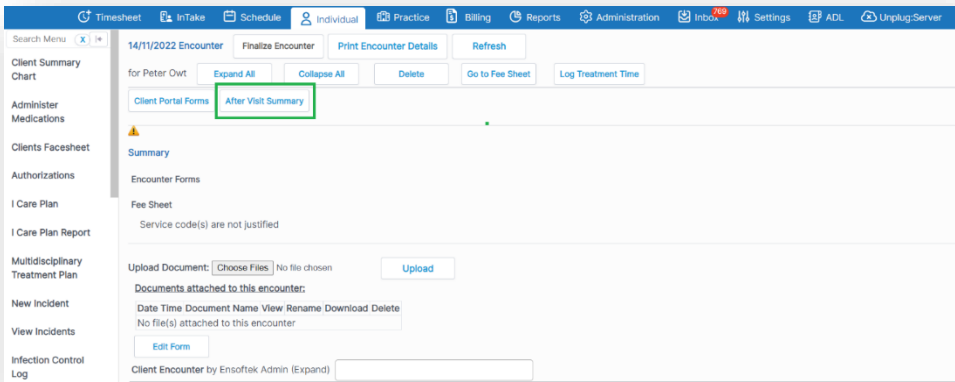 Timesheet InTake Schedule Individual Practice Billing Reports Administration Inbox 769 Settings ADL Unplug:Server
Search Menu X
Client Summary
Chart
Administer
Medications
Clients Facesheet
Authorizations
I Care Plan
I Care Plan Report
Multidisciplinary
Treatment Plan
New Incident
View Incidents
Infection Control
Log
14/11/2022 Encounter Finalize Encounter Print Encounter Details Refresh
for Peter Owt Expand All Collapse All Delete Go to Fee Sheet Log Treatment Time
Client Portal Forms After Visit Summary
Summary
Encounter Forms
Fee Sheet
Service code(s) are not justified
Upload Document: Choose Files No file chosen Upload
Documents attached to this encounter:
Date Time Document Name View Rename Download Delete
No file(s) attached to this encounter
Edit Form
Client Encounter by Ensoftek Admin (Expand)